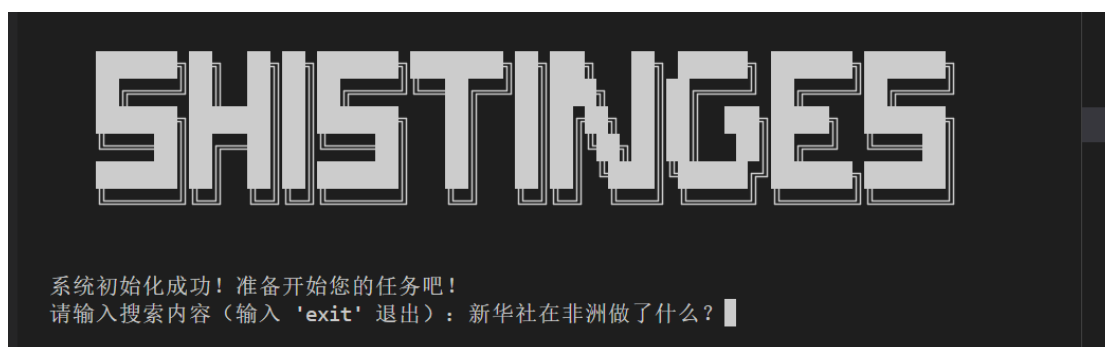 SHISTINGES
系统初始化成功！准备开始您的任务吧！
请输入搜索内容（输入 'exit' 退出）：新华社在非洲做了什么？